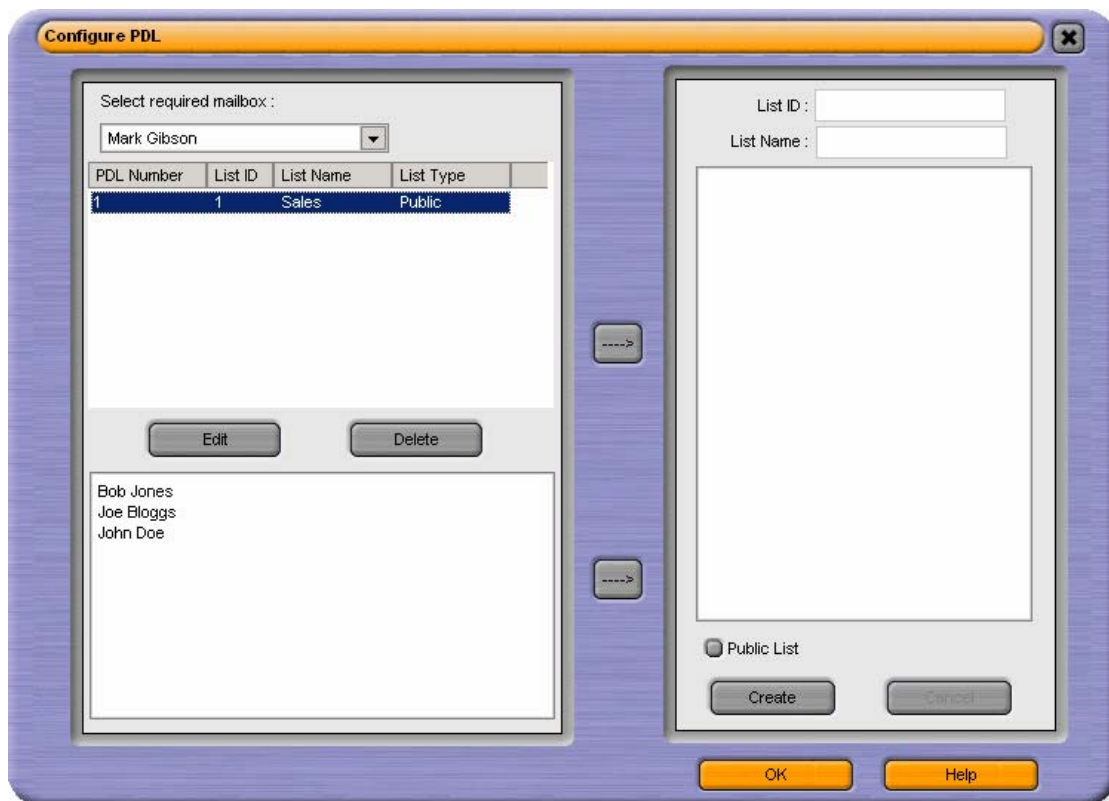 Configure PDL
Select required mailbox :
Mark Gibson
PDL Number List ID List Name List Type
1 1 Sales Public
Edit Delete
Bob Jones
Joe Bloggs
John Doe
---->
---->
List ID :
List Name :
Public List
Create Cancel
OK Help